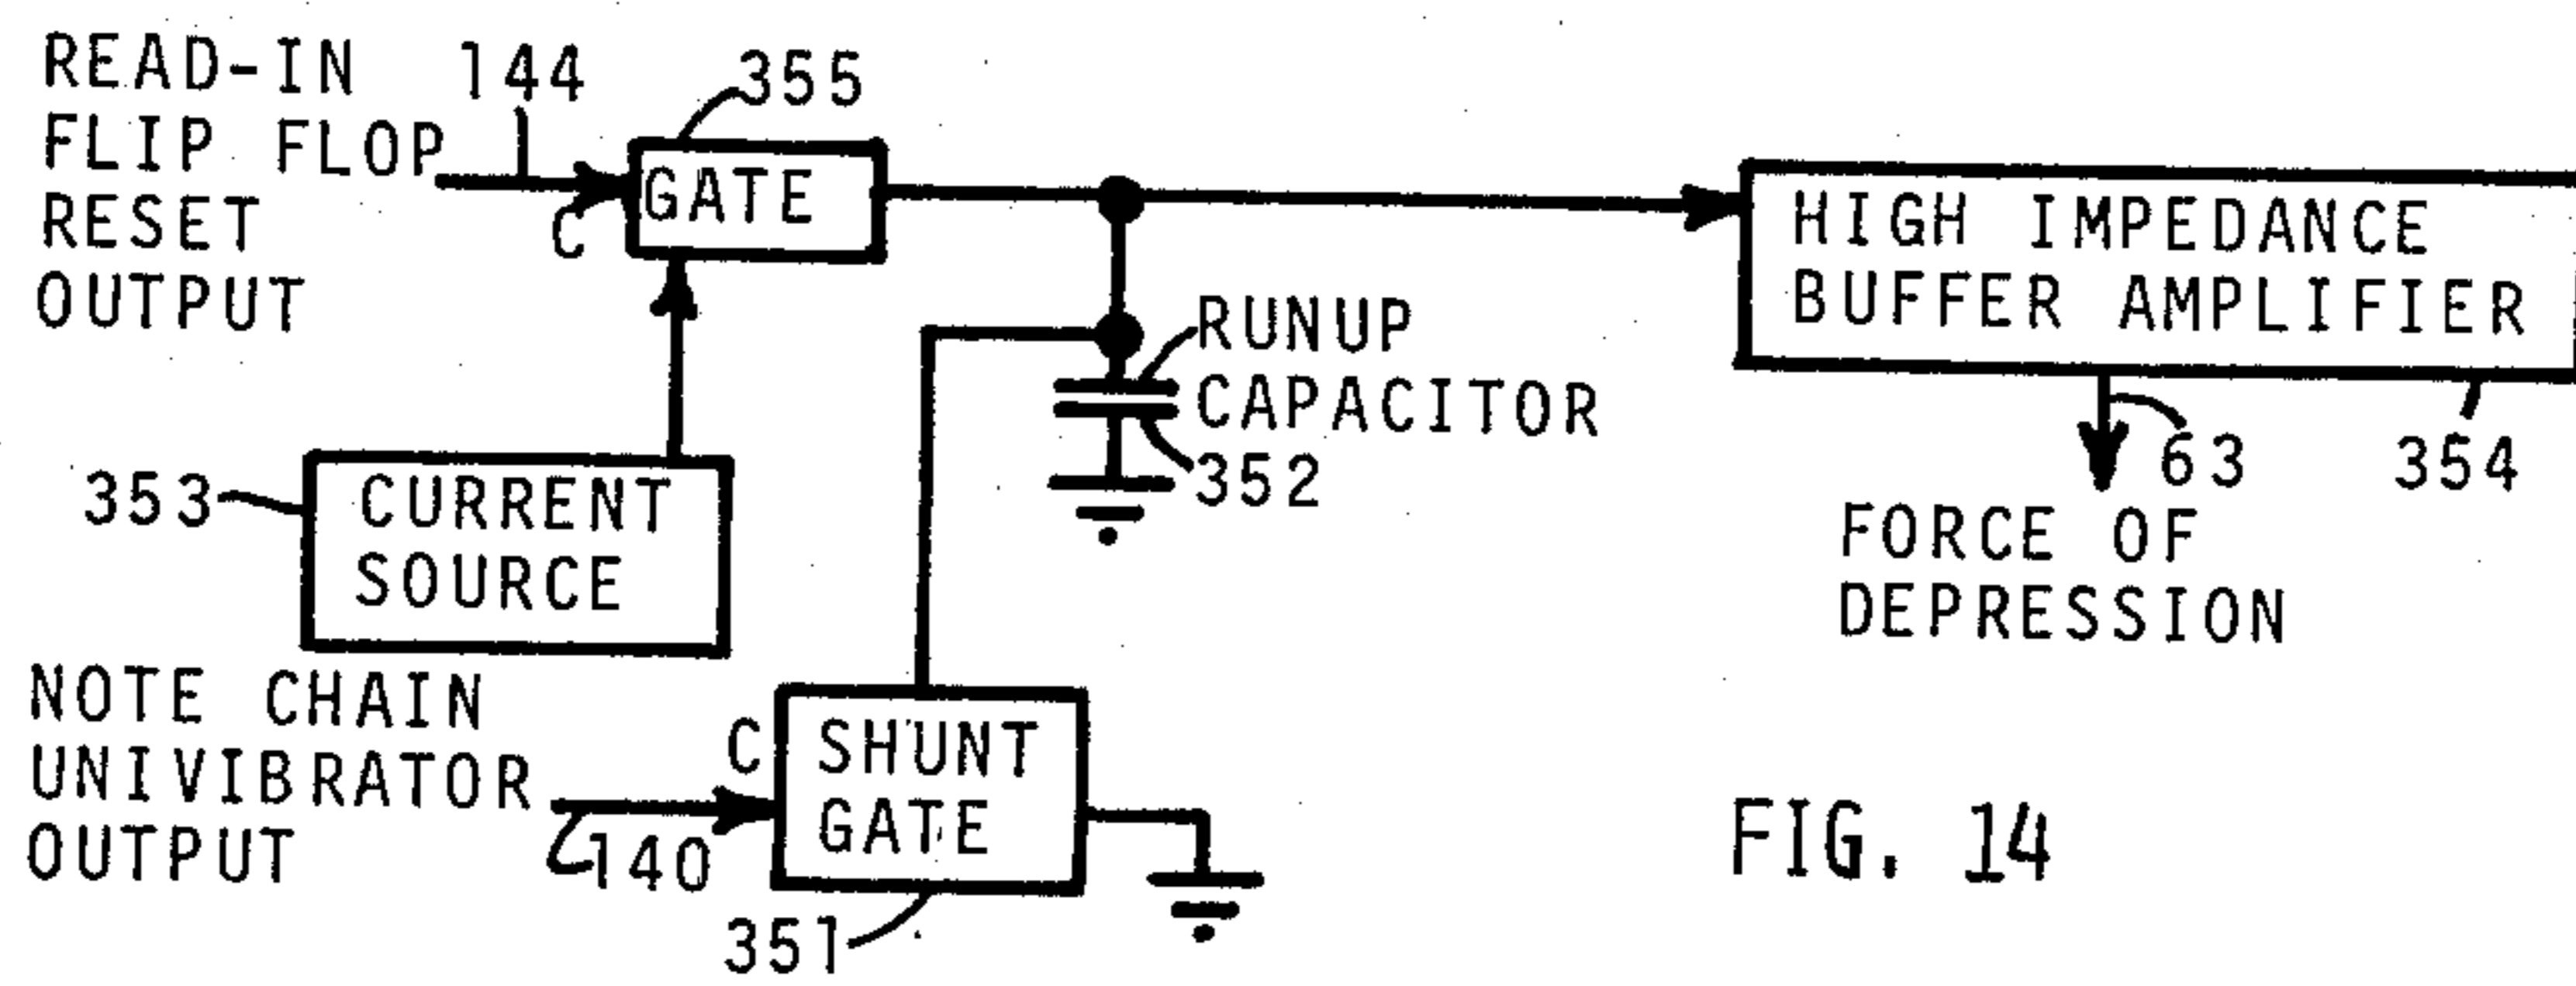 READ-IN
FLIP FLOP
RESET
OUTPUT
144
C
355
GATE
HIGH IMPEDANCE
BUFFER AMPLIFIER
RUNUP
CAPACITOR
352
63
354
FORCE OF
DEPRESSION
353
CURRENT
SOURCE
NOTE CHAIN
UNIVIBRATOR
OUTPUT
140
C
SHUNT
GATE
351
FIG. 14